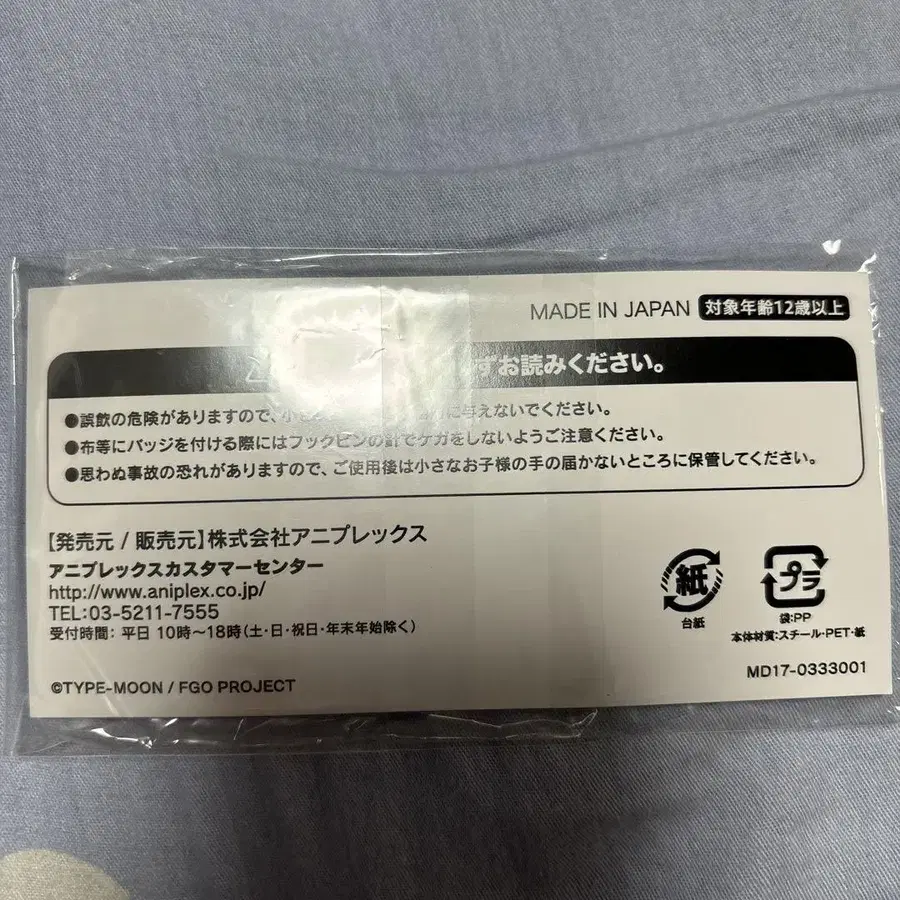 MADE IN JAPAN 対象年齢12歳以上
ずお読みください。
●誤飲の危険がありますので、小 に与えないでください。
●布等にバッジを付ける際にはフックピンの針でケガをしないようご注意ください。
●思わぬ事故の恐れがありますので、ご使用後は小さなお子様の手の届かないところに保管してください。
【発売元 / 販売元】株式会社アニプレックス
アニプレックスカスタマーセンター
http://www.aniplex.co.jp/
TEL:03-5211-7555
受付時間: 平日 10時～18時(土・日・祝日・年末年始除く)
紙
台紙
プラ
袋:PP
本体材質:スチール・PET・紙
©TYPE-MOON / FGO PROJECT
MD17-0333001